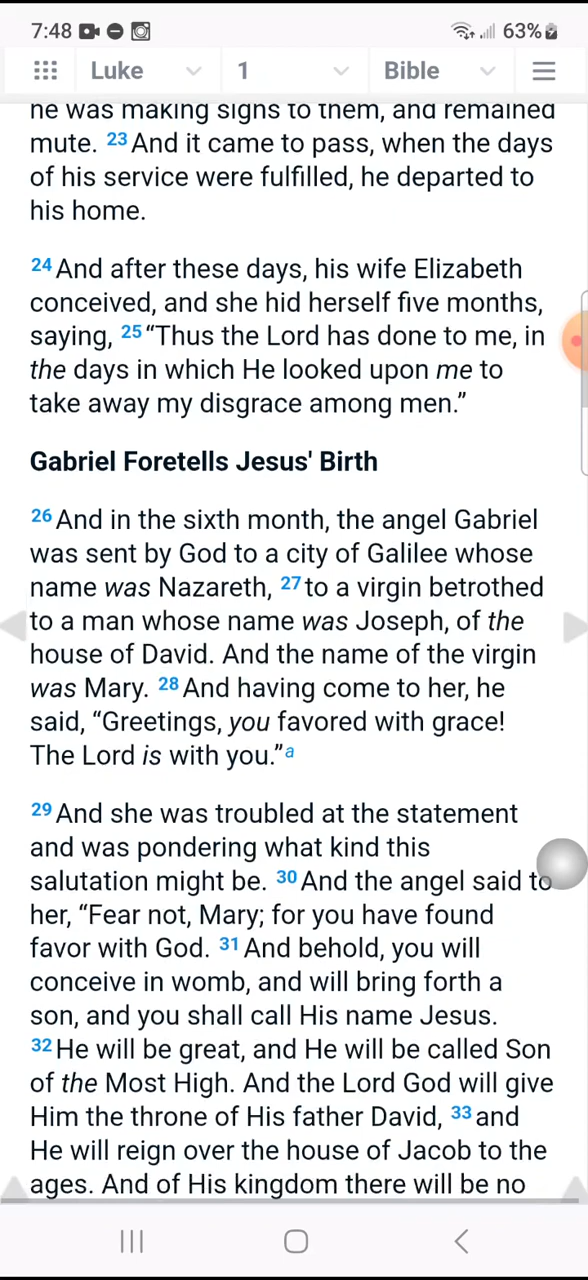 7:48 63%
Luke 1 Bible
he was making signs to them, and remained
mute. 23 And it came to pass, when the days
of his service were fulfilled, he departed to
his home.
24 And after these days, his wife Elizabeth
conceived, and she hid herself five months,
saying, 25 “Thus the Lord has done to me, in
the days in which He looked upon me to
take away my disgrace among men.”
Gabriel Foretells Jesus' Birth
26 And in the sixth month, the angel Gabriel
was sent by God to a city of Galilee whose
name was Nazareth, 27 to a virgin betrothed
to a man whose name was Joseph, of the
house of David. And the name of the virgin
was Mary. 28 And having come to her, he
said, “Greetings, you favored with grace!
The Lord is with you.” a
29 And she was troubled at the statement
and was pondering what kind this
salutation might be. 30 And the angel said to
her, “Fear not, Mary; for you have found
favor with God. 31 And behold, you will
conceive in womb, and will bring forth a
son, and you shall call His name Jesus.
32 He will be great, and He will be called Son
of the Most High. And the Lord God will give
Him the throne of His father David, 33 and
He will reign over the house of Jacob to the
ages. And of His kingdom there will be no